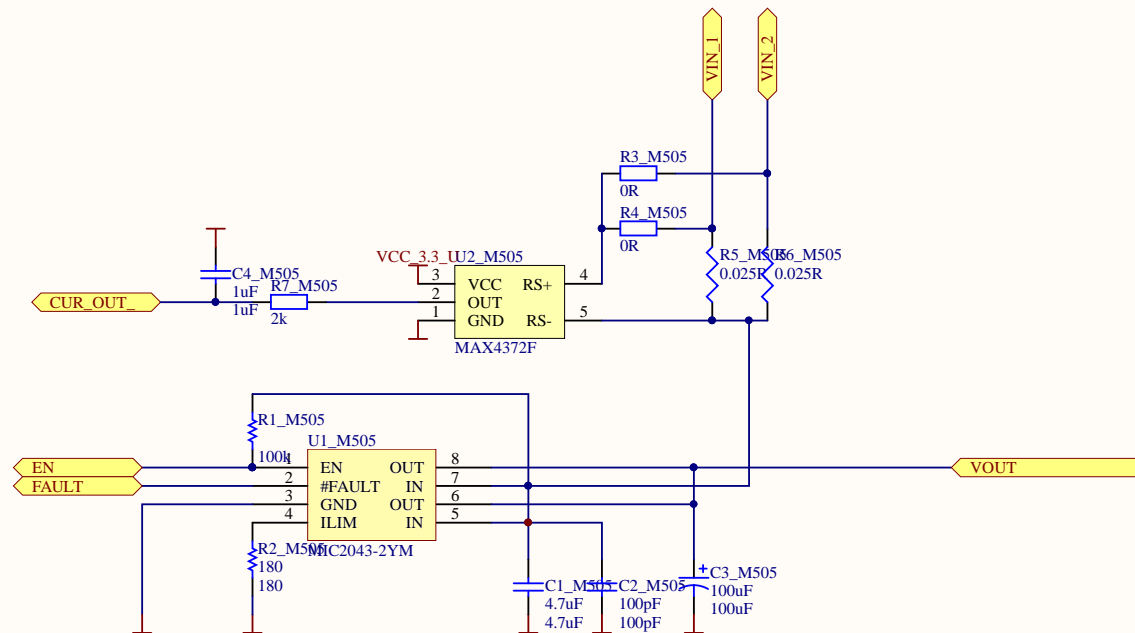 VIN_1
VIN_2
R3_M505
0R
R4_M505
0R
VCC_3.3_U
U2_M505
R5_M505
0.025R
R6_M505
0.025R
C4_M505
1uF
1uF
R7_M505
2k
CUR_OUT_
3 VCC RS+ 4
2 OUT
1 GND RS- 5
MAX4372F
R1_M505
100k
U1_M505
EN 1 EN OUT 8 VOUT
FAULT 2 #FAULT IN 7
3 GND OUT 6
4 ILIM IN 5
R2_M505
180
180
MIC2043-2YM
C1_M505
4.7uF
4.7uF
C2_M505
100pF
100pF
+
C3_M505
100uF
100uF